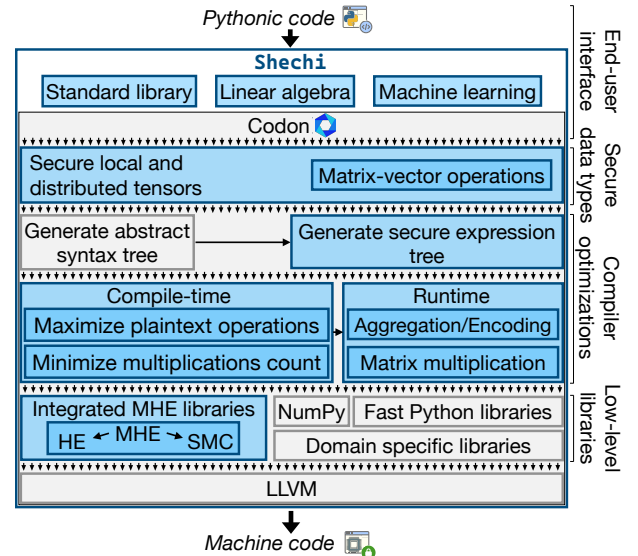 Pythonic code
Shechi
Standard library
Linear algebra
Machine learning
Codon
Secure local and
distributed tensors
Matrix-vector operations
Generate abstract
syntax tree
Generate secure expression
tree
Compile-time
Maximize plaintext operations
Minimize multiplications count
Runtime
Aggregation/Encoding
Matrix multiplication
Integrated MHE libraries
HE MHE SMC
NumPy
Fast Python libraries
Domain specific libraries
LLVM
Machine code
End-user
interface
Secure
data types
Compiler
optimizations
Low-level
libraries